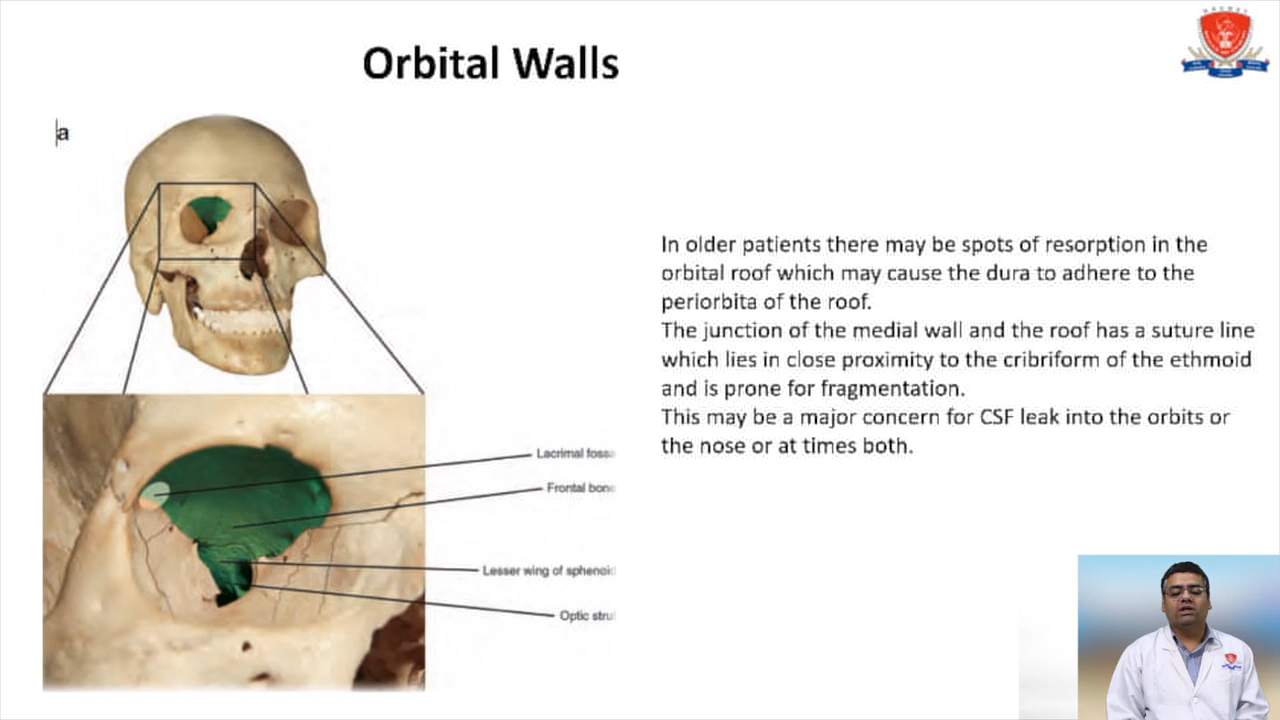 Orbital Walls
a
In older patients there may be spots of resorption in the
orbital roof which may cause the dura to adhere to the
periorbita of the roof.
The junction of the medial wall and the roof has a suture line
which lies in close proximity to the cribriform of the ethmoid
and is prone for fragmentation.
This may be a major concern for CSF leak into the orbits or
the nose or at times both.
Lacrimal fossa
Frontal bone
Lesser wing of sphenoid
Optic stru